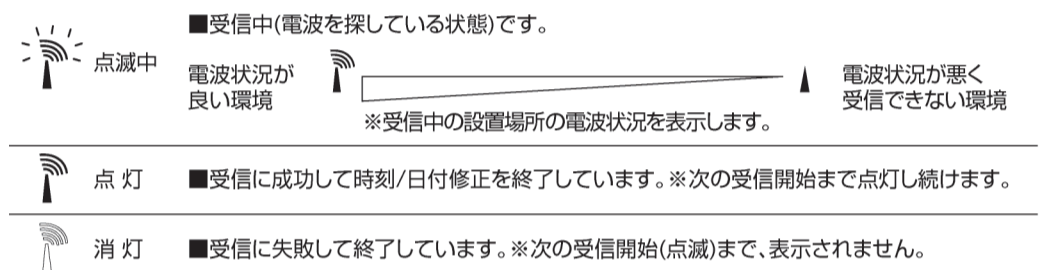 ■受信中(電波を探している状態)です。
点滅中
電波状況が
良い環境
電波状況が悪く
受信できない環境
※受信中の設置場所の電波状況を表示します。
点灯 ■受信に成功して時刻/日付修正を終了しています。※次の受信開始まで点灯し続けます。
消灯 ■受信に失敗して終了しています。※次の受信開始(点滅)まで、表示されません。